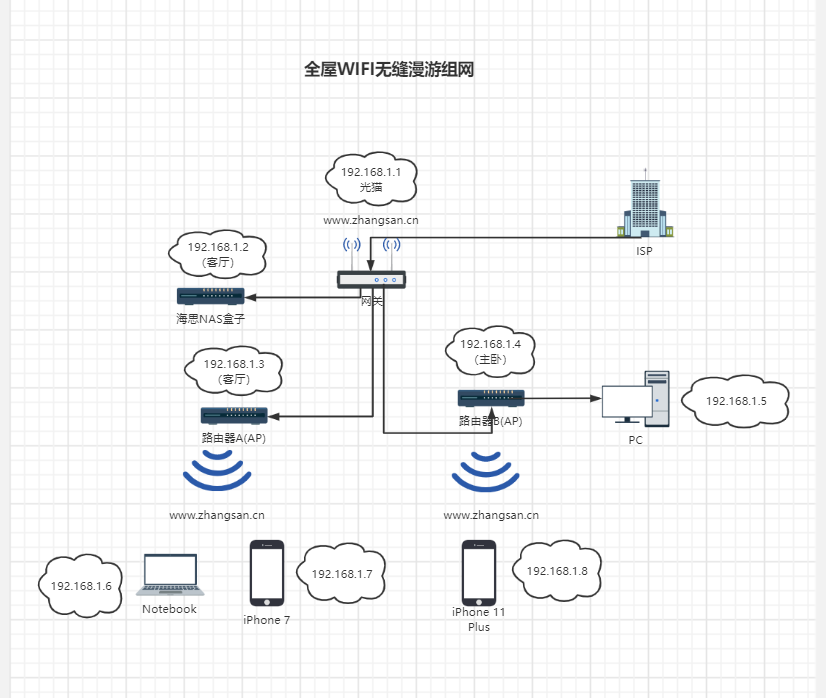 全屋WIFI无缝漫游组网
192.168.1.1
光猫
www.zhangsan.cn
ISP
192.168.1.2
（客厅）
网关
海思NAS盒子
192.168.1.4
（主卧）
192.168.1.3
（客厅）
192.168.1.5
路由器B(AP)
路由器A(AP)
PC
www.zhangsan.cn
www.zhangsan.cn
192.168.1.6
Notebook
192.168.1.7
iPhone 7
192.168.1.8
iPhone 11
Plus